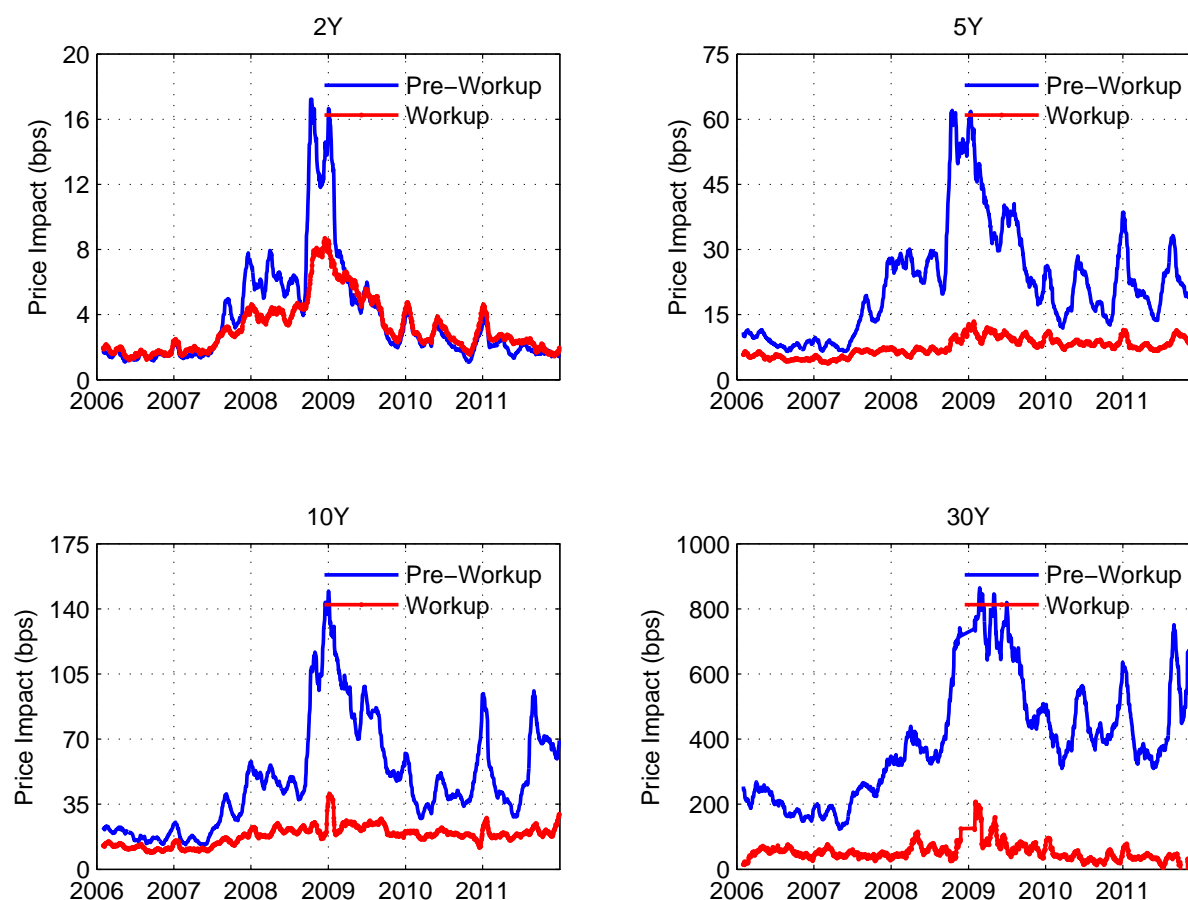 2Y
Price Impact (bps)
20
16
12
8
4
0
Pre−Workup
Workup
2006 2007 2008 2009 2010 2011
5Y
Price Impact (bps)
75
60
45
30
15
0
Pre−Workup
Workup
2006 2007 2008 2009 2010 2011
10Y
Price Impact (bps)
175
140
105
70
35
0
Pre−Workup
Workup
2006 2007 2008 2009 2010 2011
30Y
Price Impact (bps)
1000
800
600
400
200
0
Pre−Workup
Workup
2006 2007 2008 2009 2010 2011